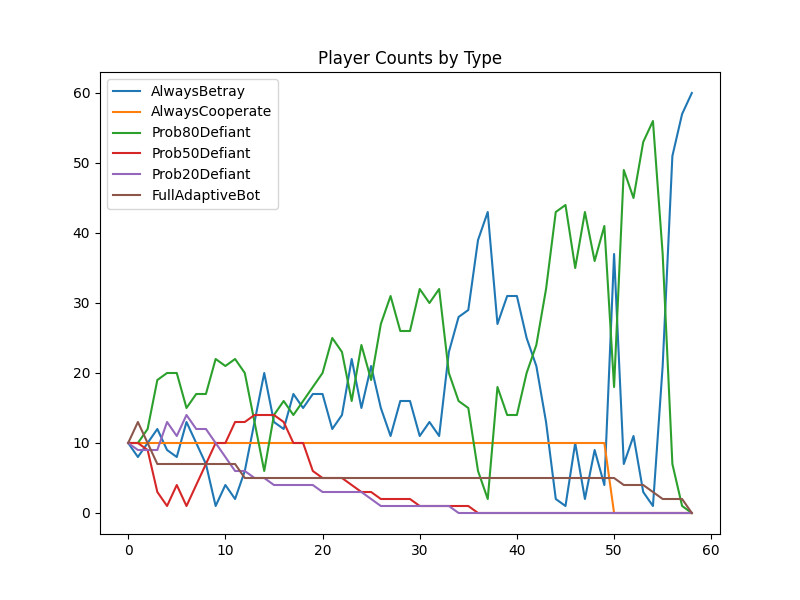 Player Counts by Type
AlwaysBetray
AlwaysCooperate
Prob80Defiant
Prob50Defiant
Prob20Defiant
FullAdaptiveBot
60
50
40
30
20
10
0
0 10 20 30 40 50 60